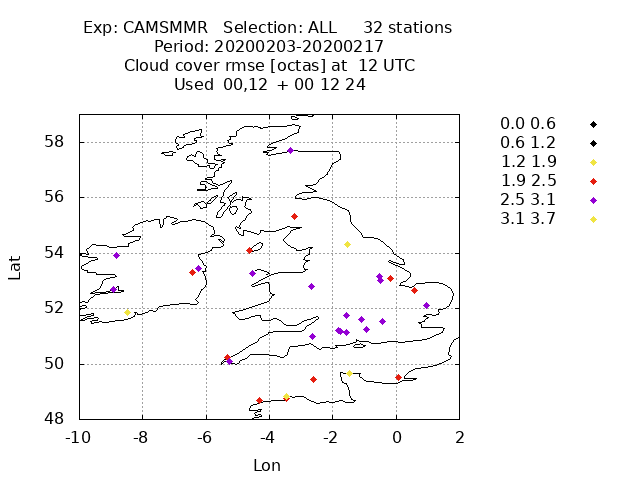 Exp: CAMSMMR Selection: ALL 32 stations
Period: 20200203-20200217
Cloud cover rmse [octas] at 12 UTC
Used 00,12 + 00 12 24
0.0 0.6
0.6 1.2
1.2 1.9
1.9 2.5
2.5 3.1
3.1 3.7
58
56
54
52
50
48
Lat
-10 -8 -6 -4 -2 0 2
Lon